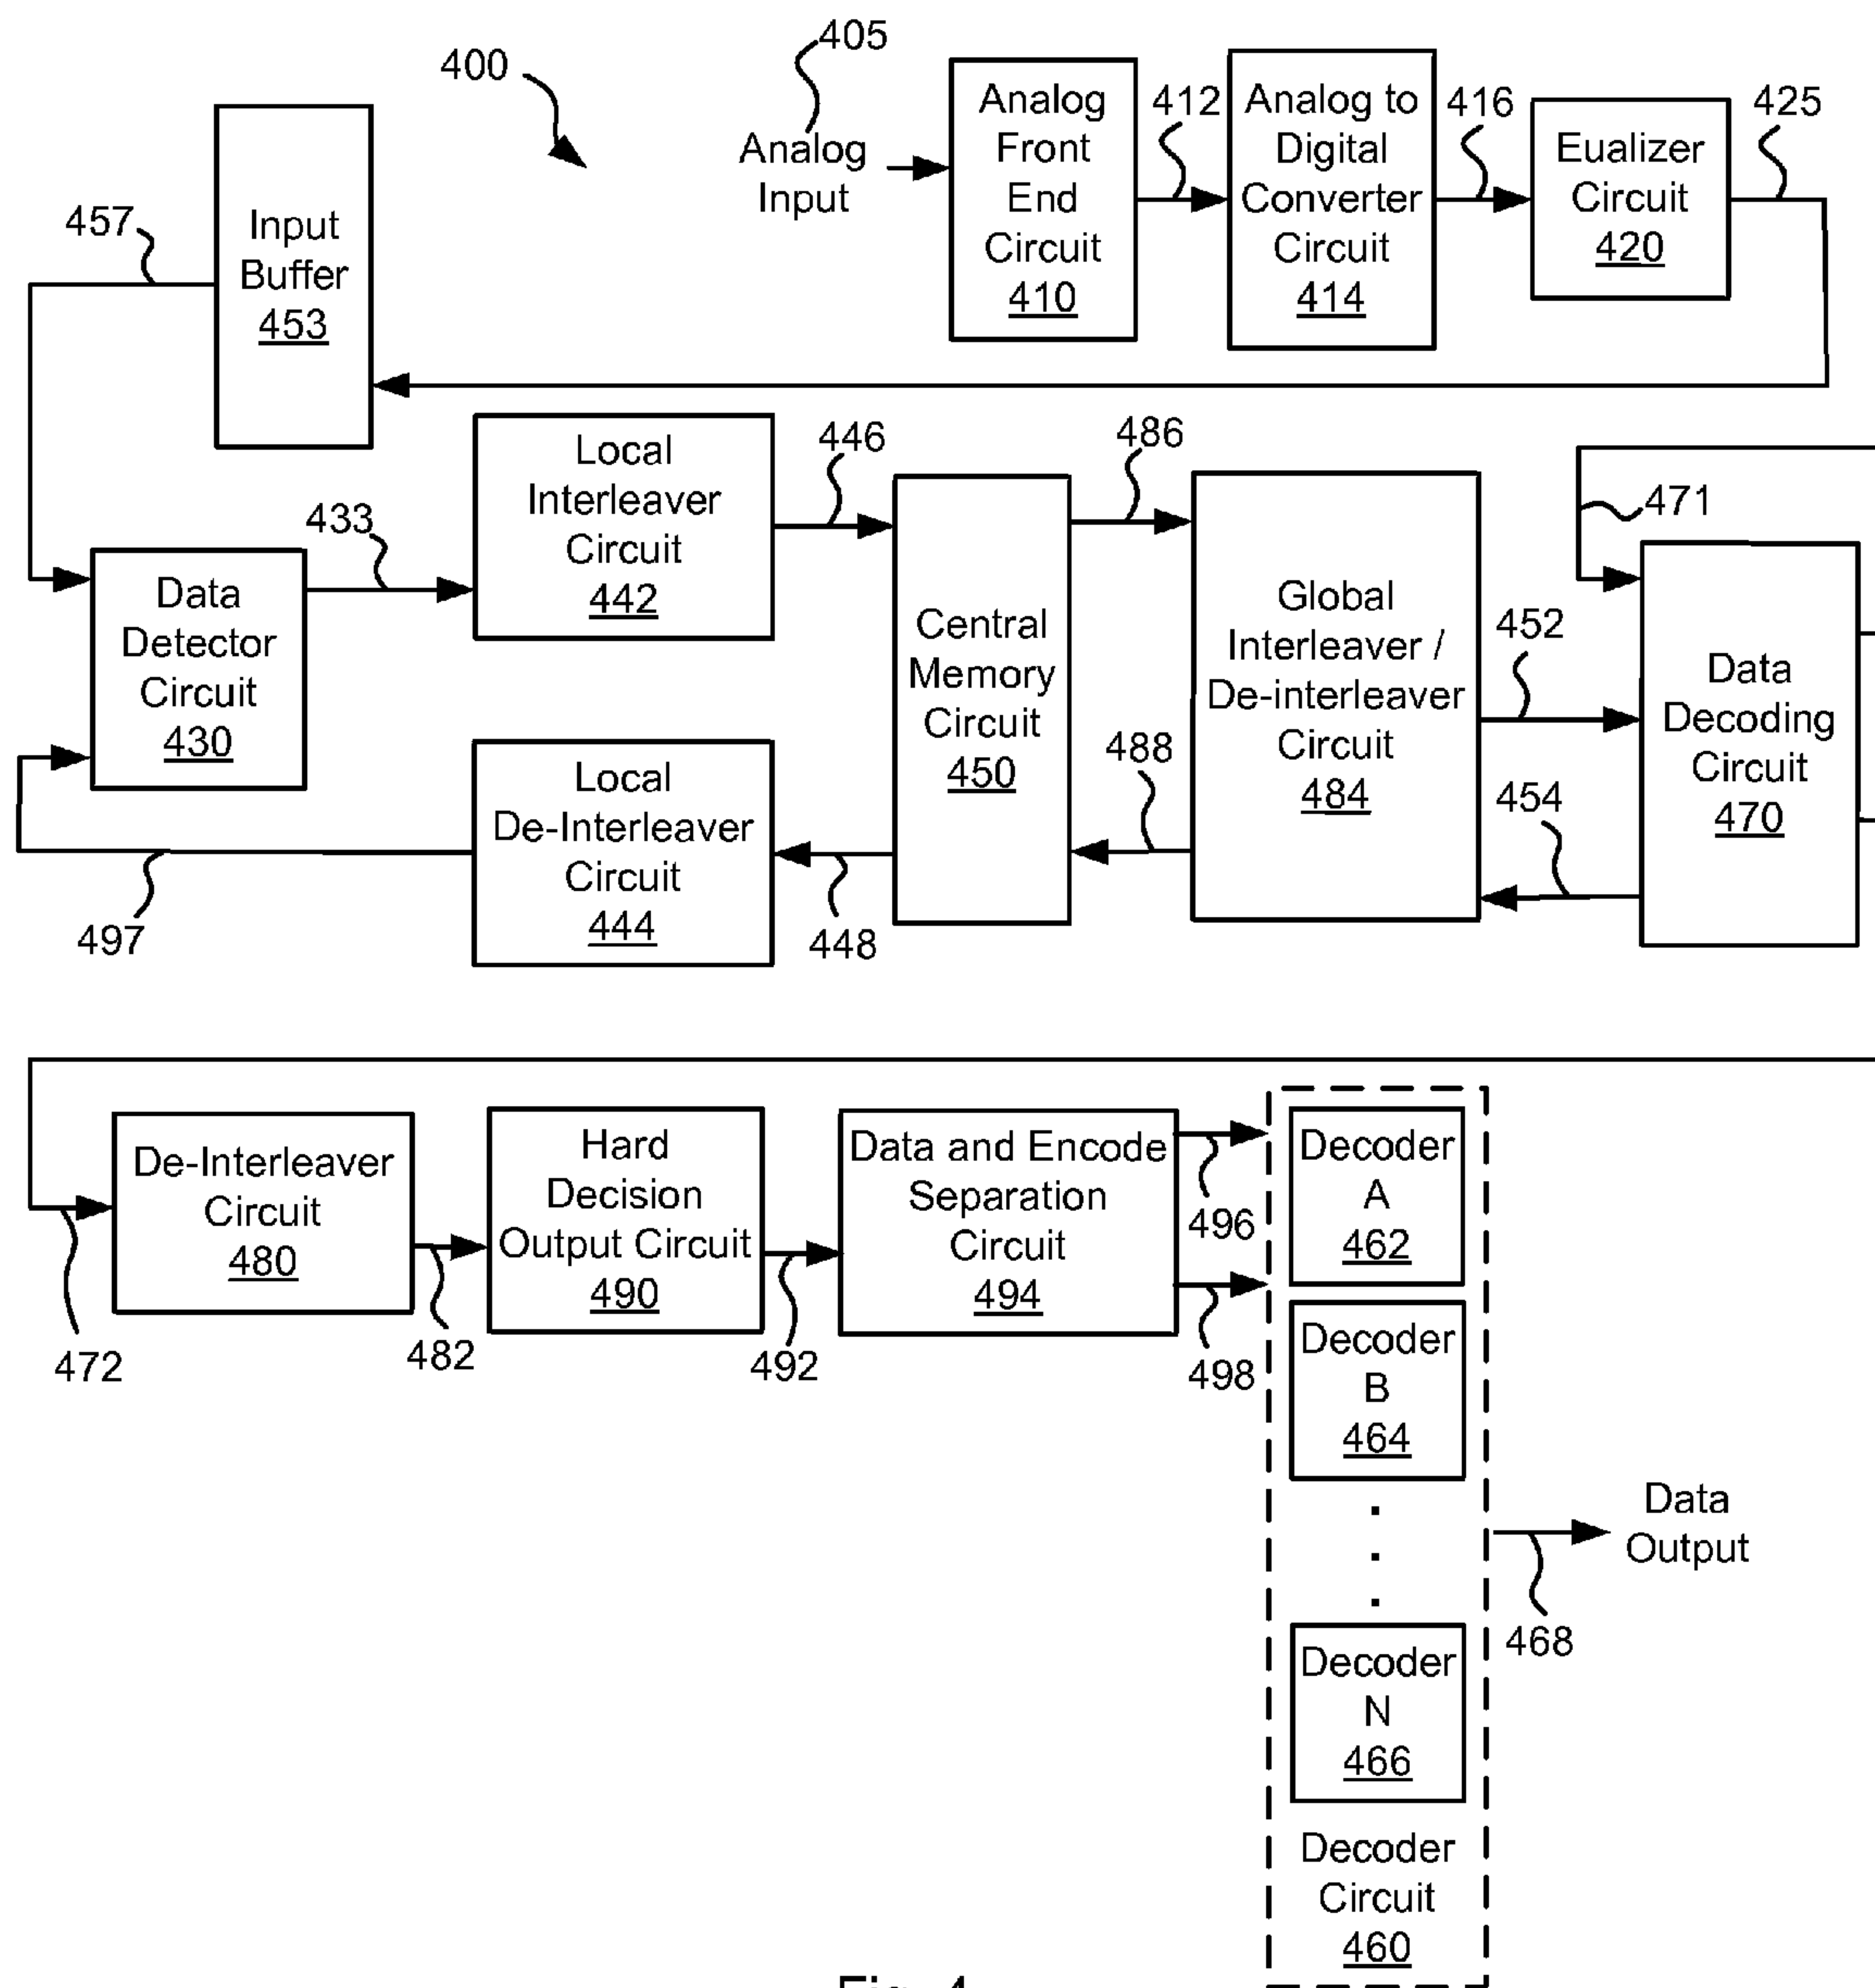 400
405
Analog
Input
Analog
Front
End
Circuit
410
412
Analog to
Digital
Converter
Circuit
414
416
Eualizer
Circuit
420
425
457
Input
Buffer
453
433
Data
Detector
Circuit
430
Local
Interleaver
Circuit
442
446
Central
Memory
Circuit
450
486
Global
Interleaver /
De-interleaver
Circuit
484
488
471
452
454
Data
Decoding
Circuit
470
Local
De-Interleaver
Circuit
444
448
497
472
De-Interleaver
Circuit
480
482
Hard
Decision
Output Circuit
490
492
Data and Encode
Separation
Circuit
494
496
498
Decoder
A
462
Decoder
B
464
Decoder
N
466
Decoder
Circuit
460
Data
Output
468